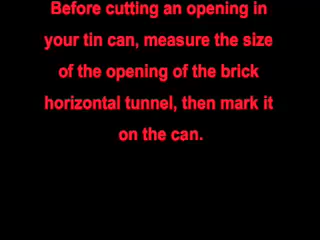 Before cutting an opening in
your tin can, measure the size
of the opening of the brick
horizontal tunnel, then mark it
on the can.